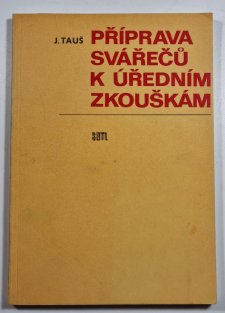 J. TAUŠ
PŘÍPRAVA
SVÁŘEČŮ
K ÚŘEDNÍM
ZKOUŠKÁM
SNTL